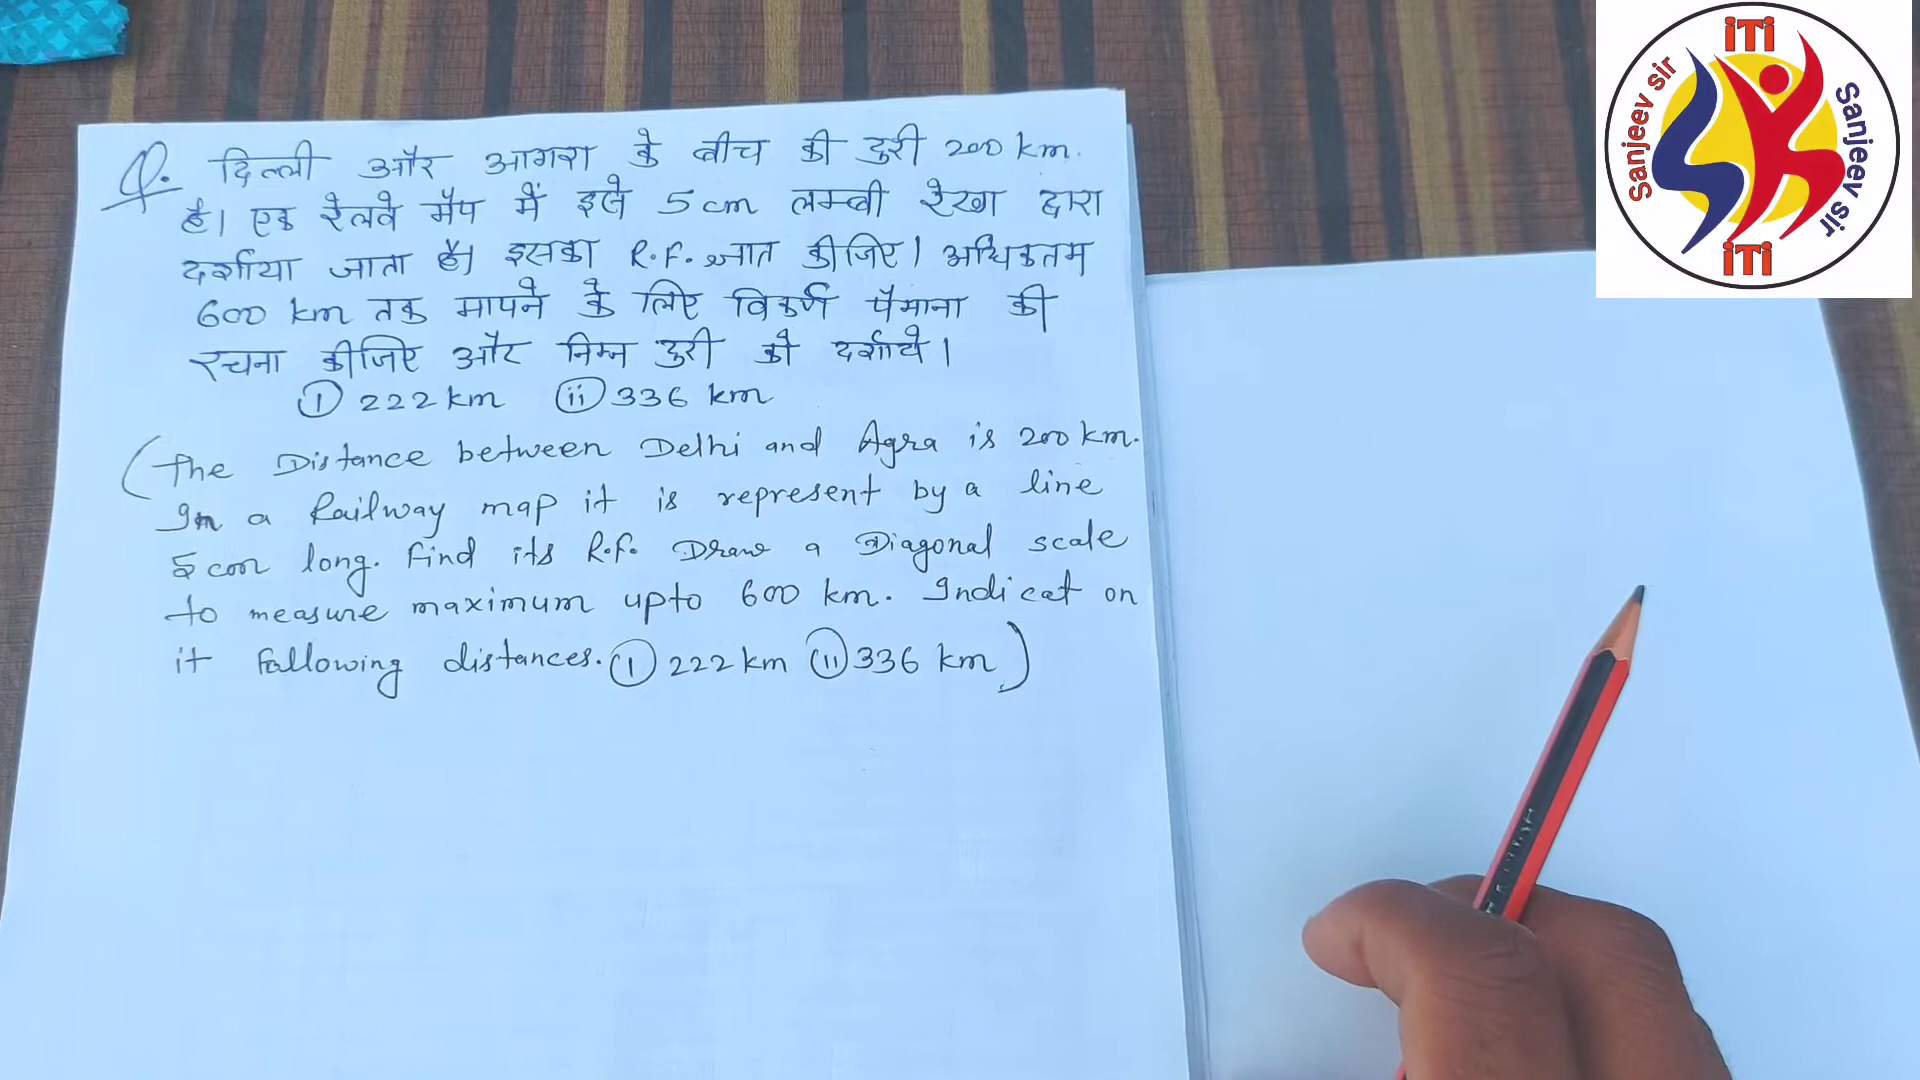 Q. दिल्ली और आगरा के बीच की दुरी 200 km.
है। एक रेलवे मैप में इसे 5 cm लम्बी रेखा द्वारा
दर्शाया जाता है। इसका R.F. ज्ञात कीजिए। अधिकतम
600 km तक मापने के लिए विकर्ण पैमाना की
रचना कीजिए और निम्न दुरी को दर्शाये।
(i) 222 km (ii) 336 km
(The Distance between Delhi and Agra is 200 km.
In a Railway map it is represent by a line
5 cm long. Find its R.F. Draw a Diagonal scale
to measure maximum upto 600 km. Indicat on
it Following distances. (i) 222 km (ii) 336 km)
iTi
Sanjeev sir
Sanjeev sir
iTi